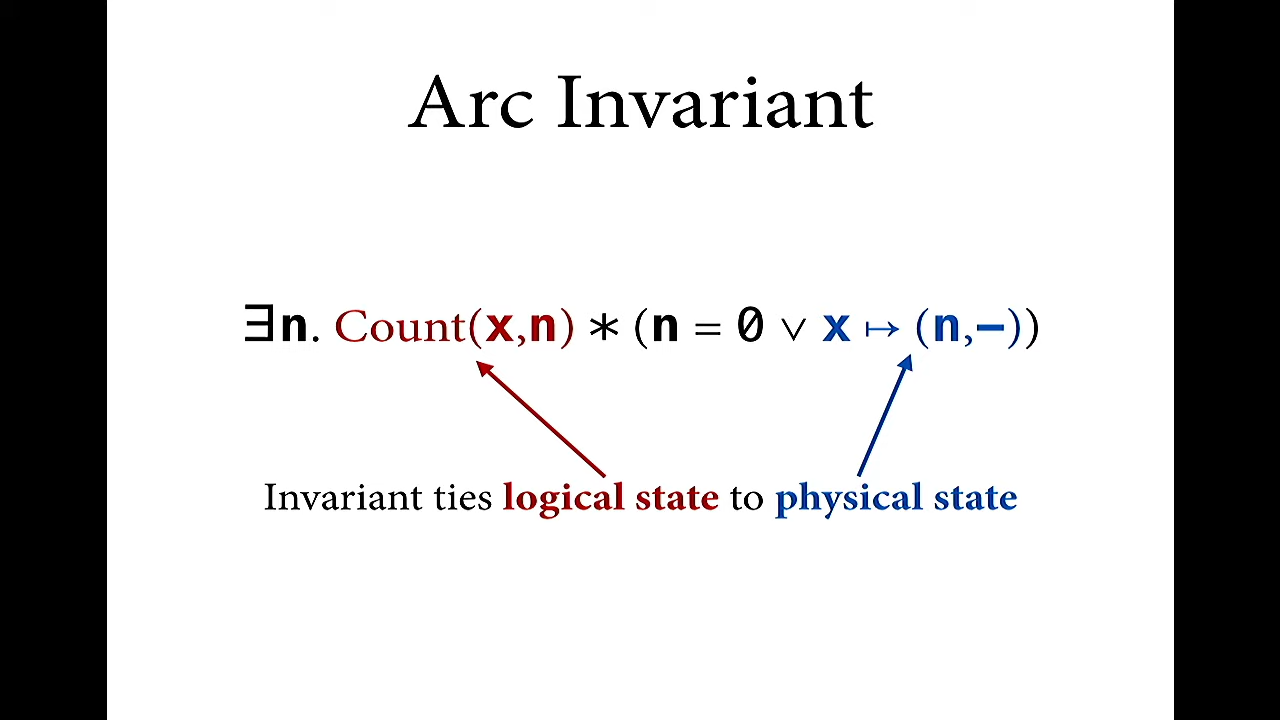 Arc Invariant
∃n. Count(x,n) ∗ (n = 0 ∨ x ↦ (n,–))
Invariant ties logical state to physical state